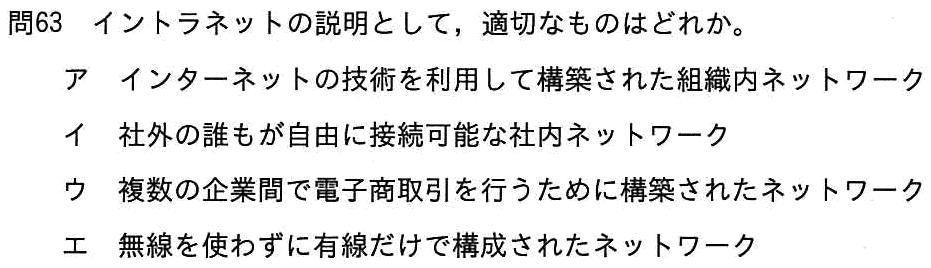 問63　イントラネットの説明として，適切なものはどれか。
ア　インターネットの技術を利用して構築された組織内ネットワーク
イ　社外の誰もが自由に接続可能な社内ネットワーク
ウ　複数の企業間で電子商取引を行うために構築されたネットワーク
エ　無線を使わずに有線だけで構成されたネットワーク